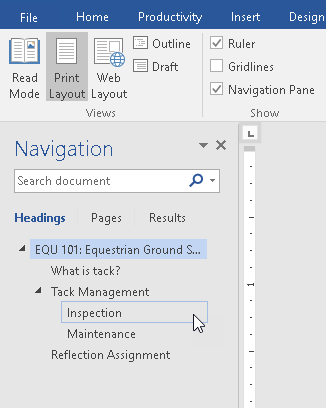 File Home Productivity Insert Design
Read Mode
Print Layout
Web Layout
Outline
Draft
Views
Ruler
Gridlines
Navigation Pane
Show
Navigation
Search document
Headings Pages Results
EQU 101: Equestrian Ground S...
What is tack?
Tack Management
Inspection
Maintenance
Reflection Assignment
L
1